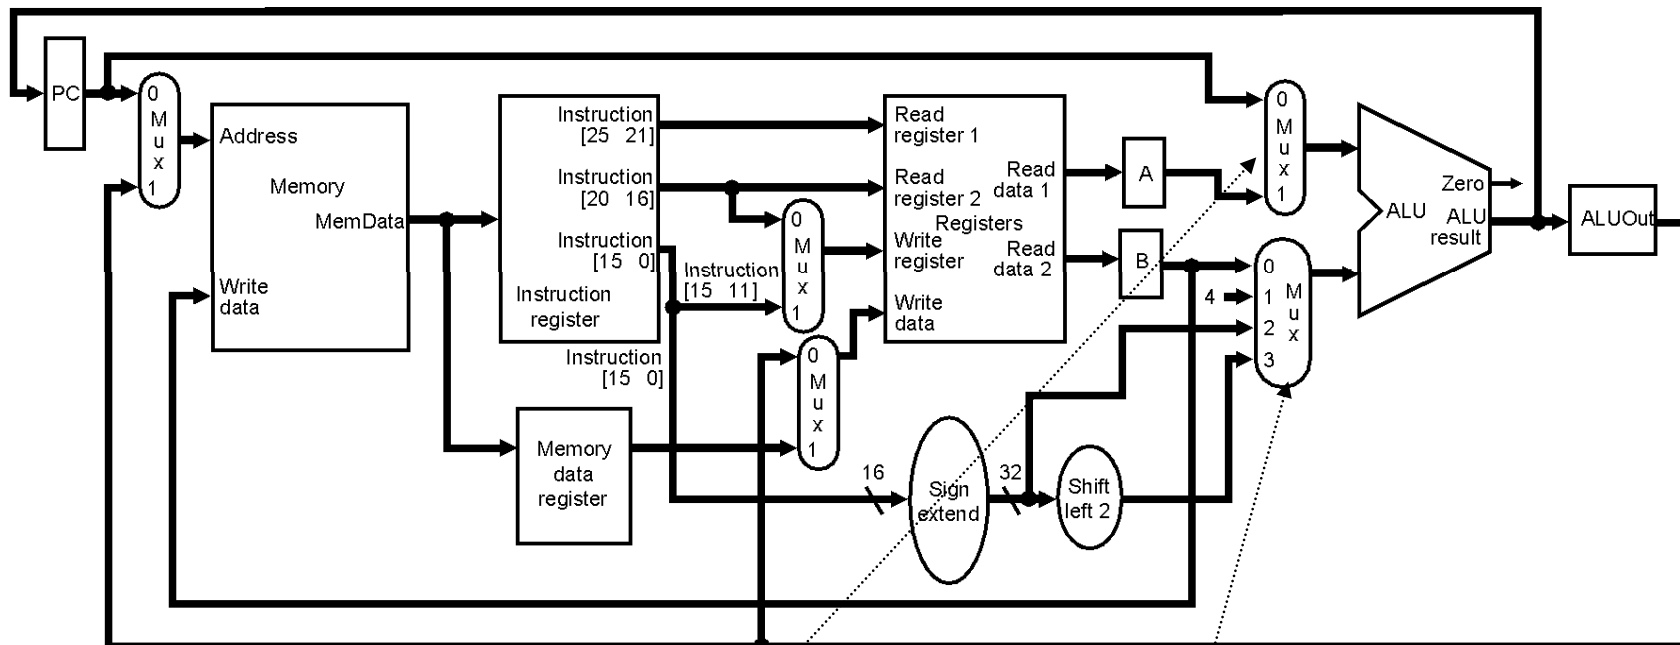 PC
0
M
u
x
1
Address
Memory
MemData
Write
data
Instruction
[25 21]
Instruction
[20 16]
Instruction
[15 0]
Instruction
register
Instruction
[15 11]
Instruction
[15 0]
0
M
u
x
1
Memory
data
register
0
M
u
x
1
Read
register 1
Read
register 2
Registers
Write
register
Write
data
Read
data 1
Read
data 2
16
Sign
extend
32
Shift
left 2
A
B
4
0
M
u
x
1
0
1
2
3
M
u
x
Zero
ALU
ALU
result
ALUOut